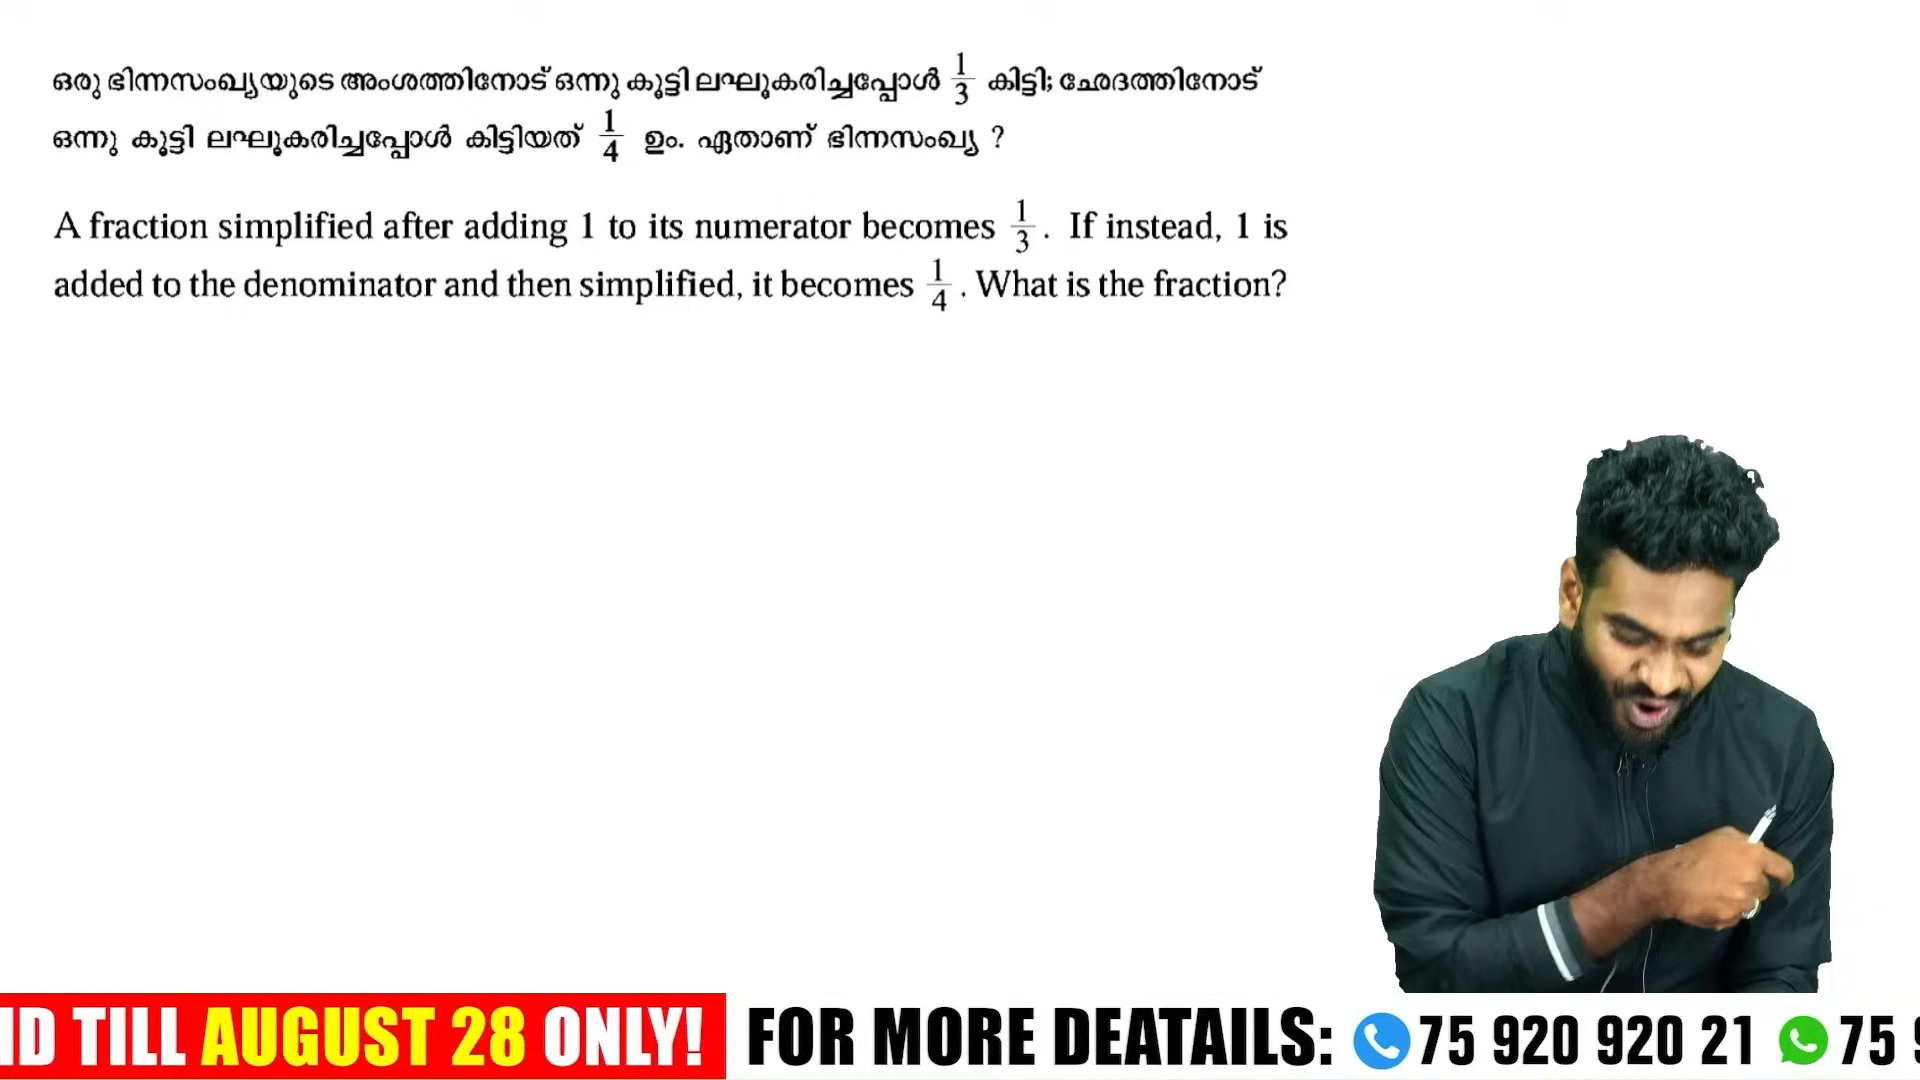 ഒരു ഭിന്നസംഖ്യയുടെ അംശത്തിനോട് ഒന്നു കൂട്ടി ലഘൂകരിച്ചപ്പോൾ 1/3 കിട്ടി; ഛേദത്തിനോട്
ഒന്നു കൂട്ടി ലഘൂകരിച്ചപ്പോൾ കിട്ടിയത് 1/4 ഉം. ഏതാണ് ഭിന്നസംഖ്യ ?
A fraction simplified after adding 1 to its numerator becomes 1/3. If instead, 1 is
added to the denominator and then simplified, it becomes 1/4. What is the fraction?
ID TILL AUGUST 28 ONLY! FOR MORE DEATAILS: 75 920 920 21 75 9